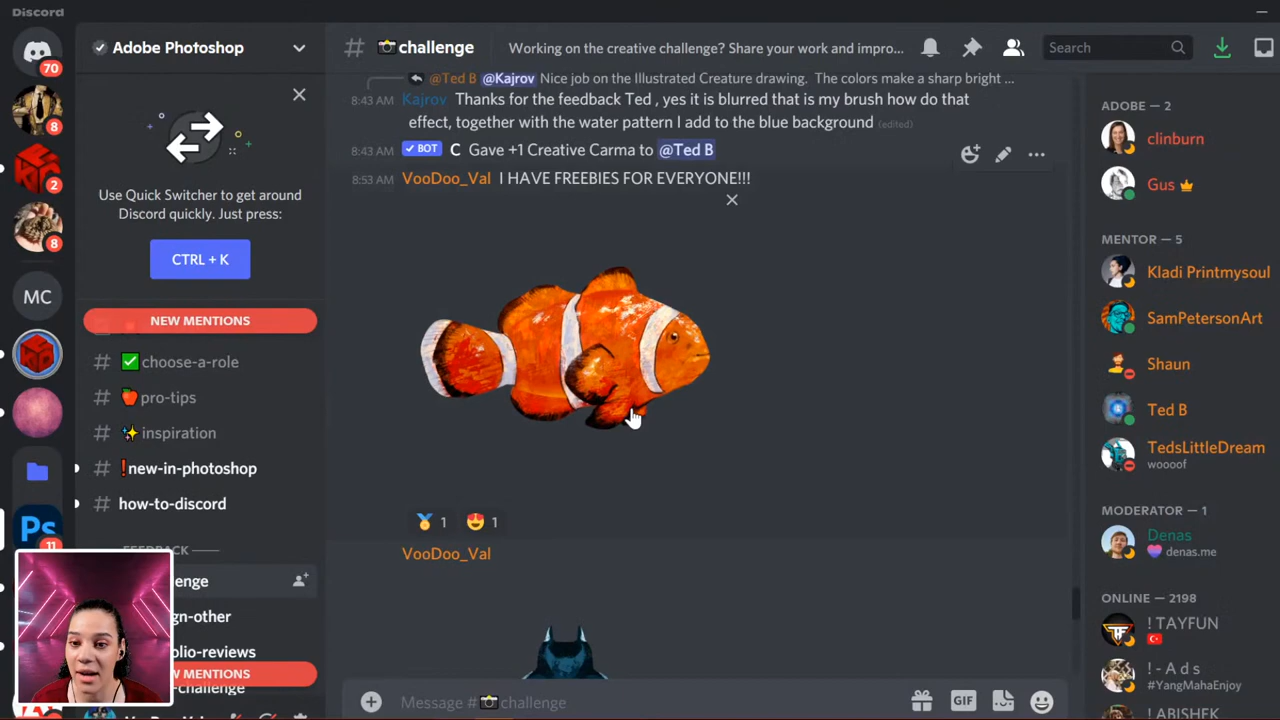 Discord
70
8
2
8
MC
Ps
11
Adobe Photoshop
Use Quick Switcher to get around
Discord quickly. Just press:
CTRL + K
NEW MENTIONS
# choose-a-role
# pro-tips
# inspiration
# new-in-photoshop
# how-to-discord
FEEDBACK
enge
gn-other
olio-reviews
W MENTIONS
challenge
# challenge
Working on the creative challenge? Share your work and impro...
Search
@Ted B @Kajrov Nice job on the Illustrated Creature drawing. The colors make a sharp bright ...
8:43 AM Kajrov Thanks for the feedback Ted , yes it is blurred that is my brush how do that
effect, together with the water pattern I add to the blue background (edited)
8:43 AM BOT C Gave +1 Creative Carma to @Ted B
8:53 AM VooDoo_Val I HAVE FREEBIES FOR EVERYONE!!!
1 1
VooDoo_Val
Message # challenge
GIF
ADOBE — 2
clinburn
Gus
MENTOR — 5
Kladi Printmysoul
SamPetersonArt
Shaun
Ted B
TedsLittleDream
woooof
MODERATOR — 1
Denas
denas.me
ONLINE — 2198
! TAYFUN
! - A d s
#YangMahaEnjoy
! ABISHEK